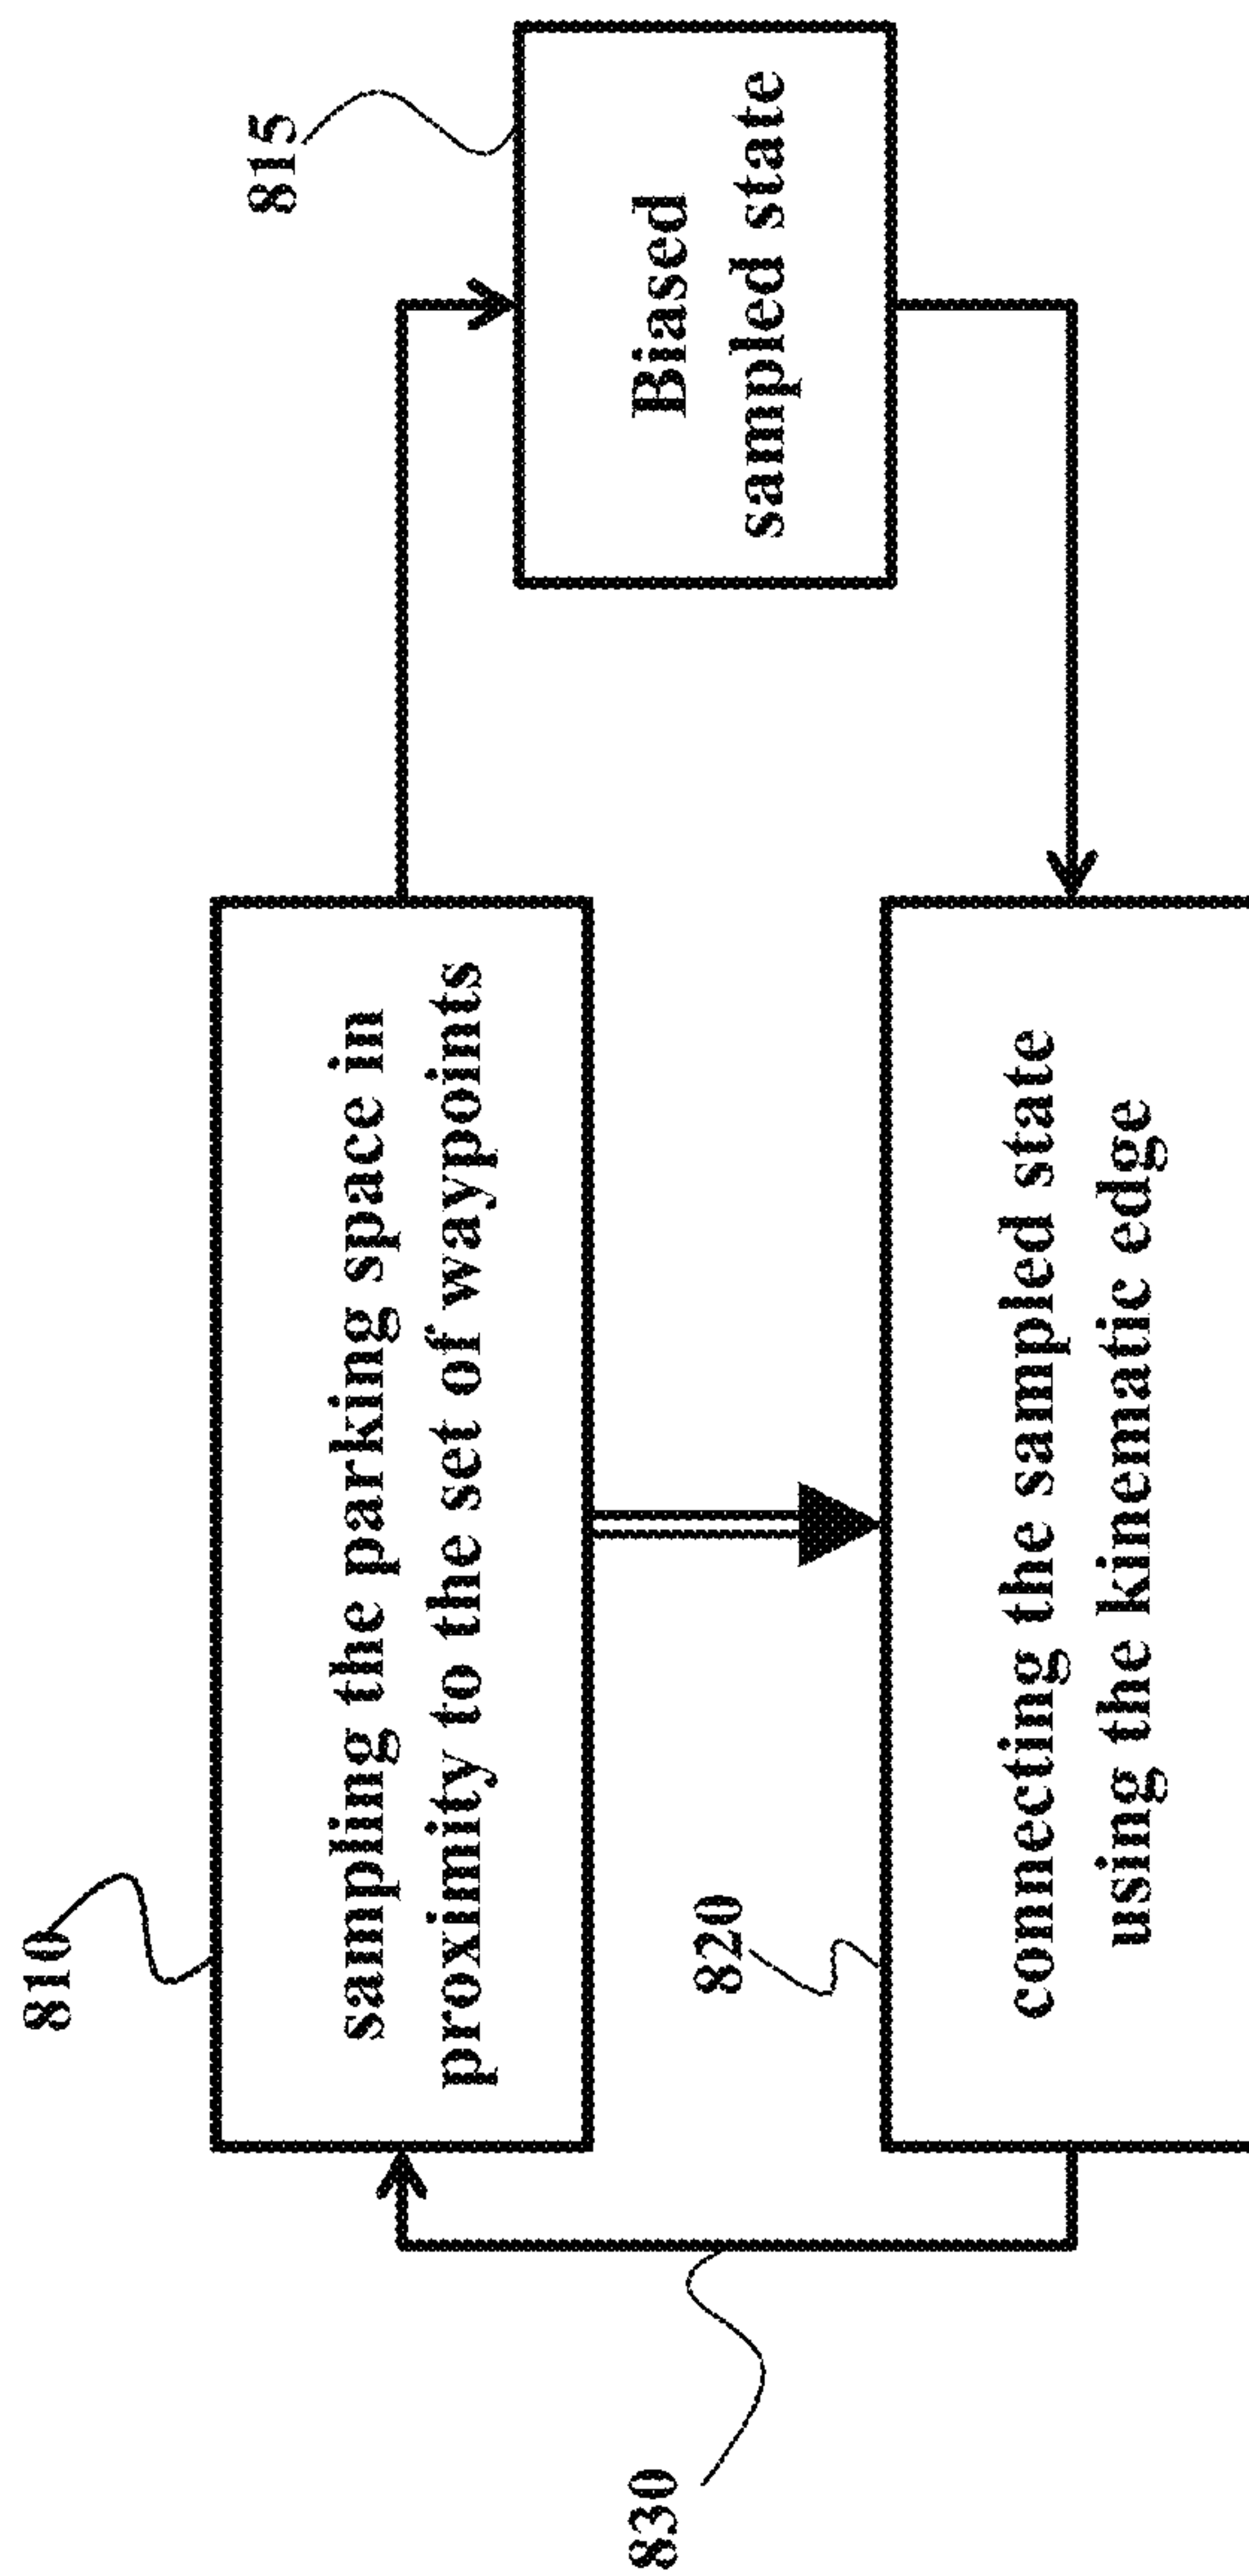 810
sampling the parking space in
proximity to the set of waypoints
815
Biased
sampled state
820
connecting the sampled state
using the kinematic edge
830